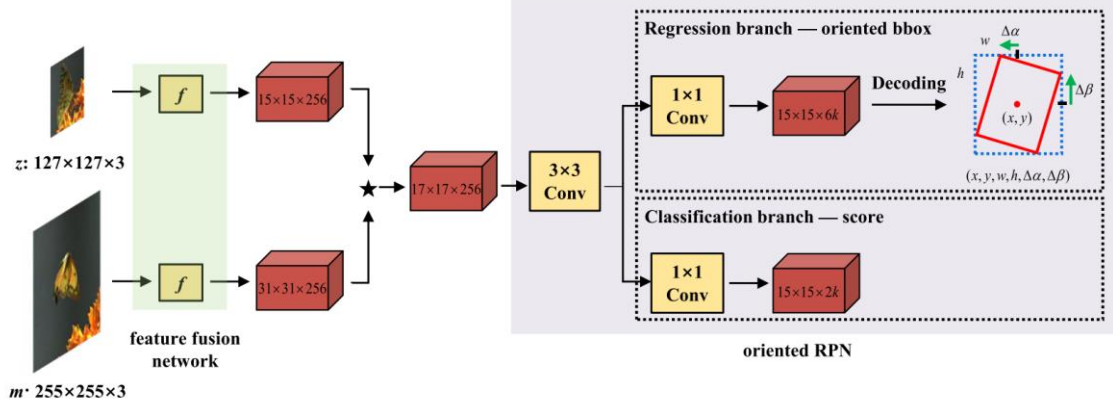 z: 127×127×3
f
15×15×256
m: 255×255×3
f
31×31×256
feature fusion
network
★
17×17×256
3×3
Conv
Regression branch — oriented bbox
1×1
Conv
15×15×6k
Decoding
w
Δα
h
Δβ
(x, y)
(x, y, w, h, Δα, Δβ)
Classification branch — score
1×1
Conv
15×15×2k
oriented RPN